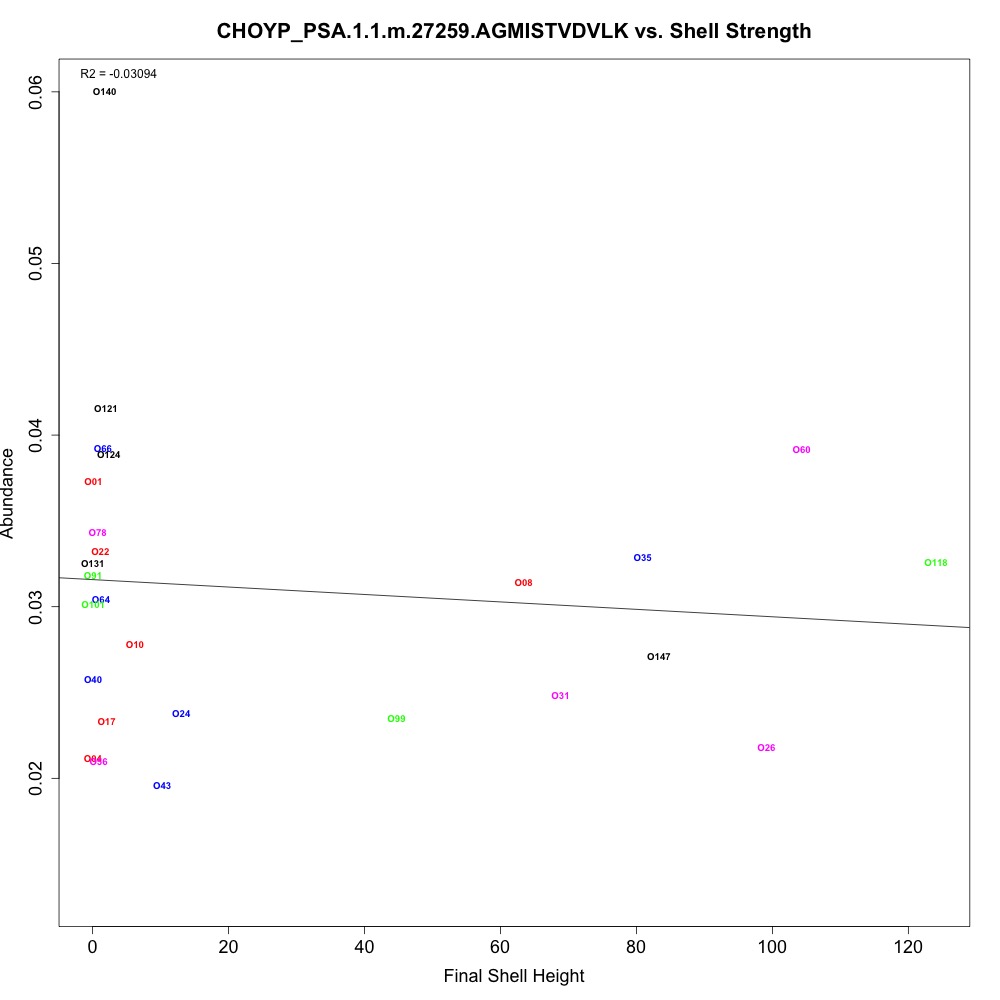 CHOYP_PSA.1.1.m.27259.AGMISTVDVLK vs. Shell Strength
R2 = -0.03094
0.06
O140
0.05
O121
0.04
O66
O124
O60
O01
Abundance
O78
O22
O131
O35
O118
O91
O08
O64
O101
0.03
O10
O147
O40
O31
O24
O99
O17
O26
O94
O36
0.02
O43
0 20 40 60 80 100 120
Final Shell Height